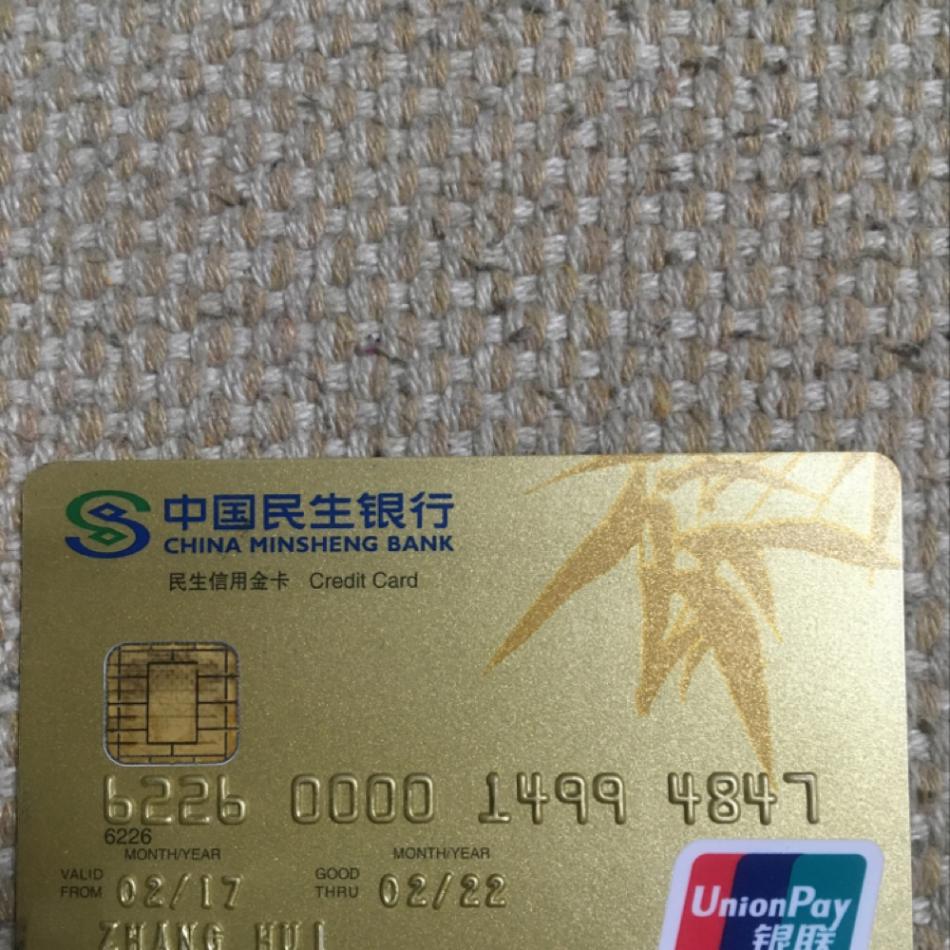 中国民生银行
CHINA MINSHENG BANK
民生信用金卡 Credit Card
6226 0000 1499 4847
6226
MONTH/YEAR MONTH/YEAR
VALID FROM 02/17 GOOD THRU 02/22
ZHANG HUI
UnionPay
银联